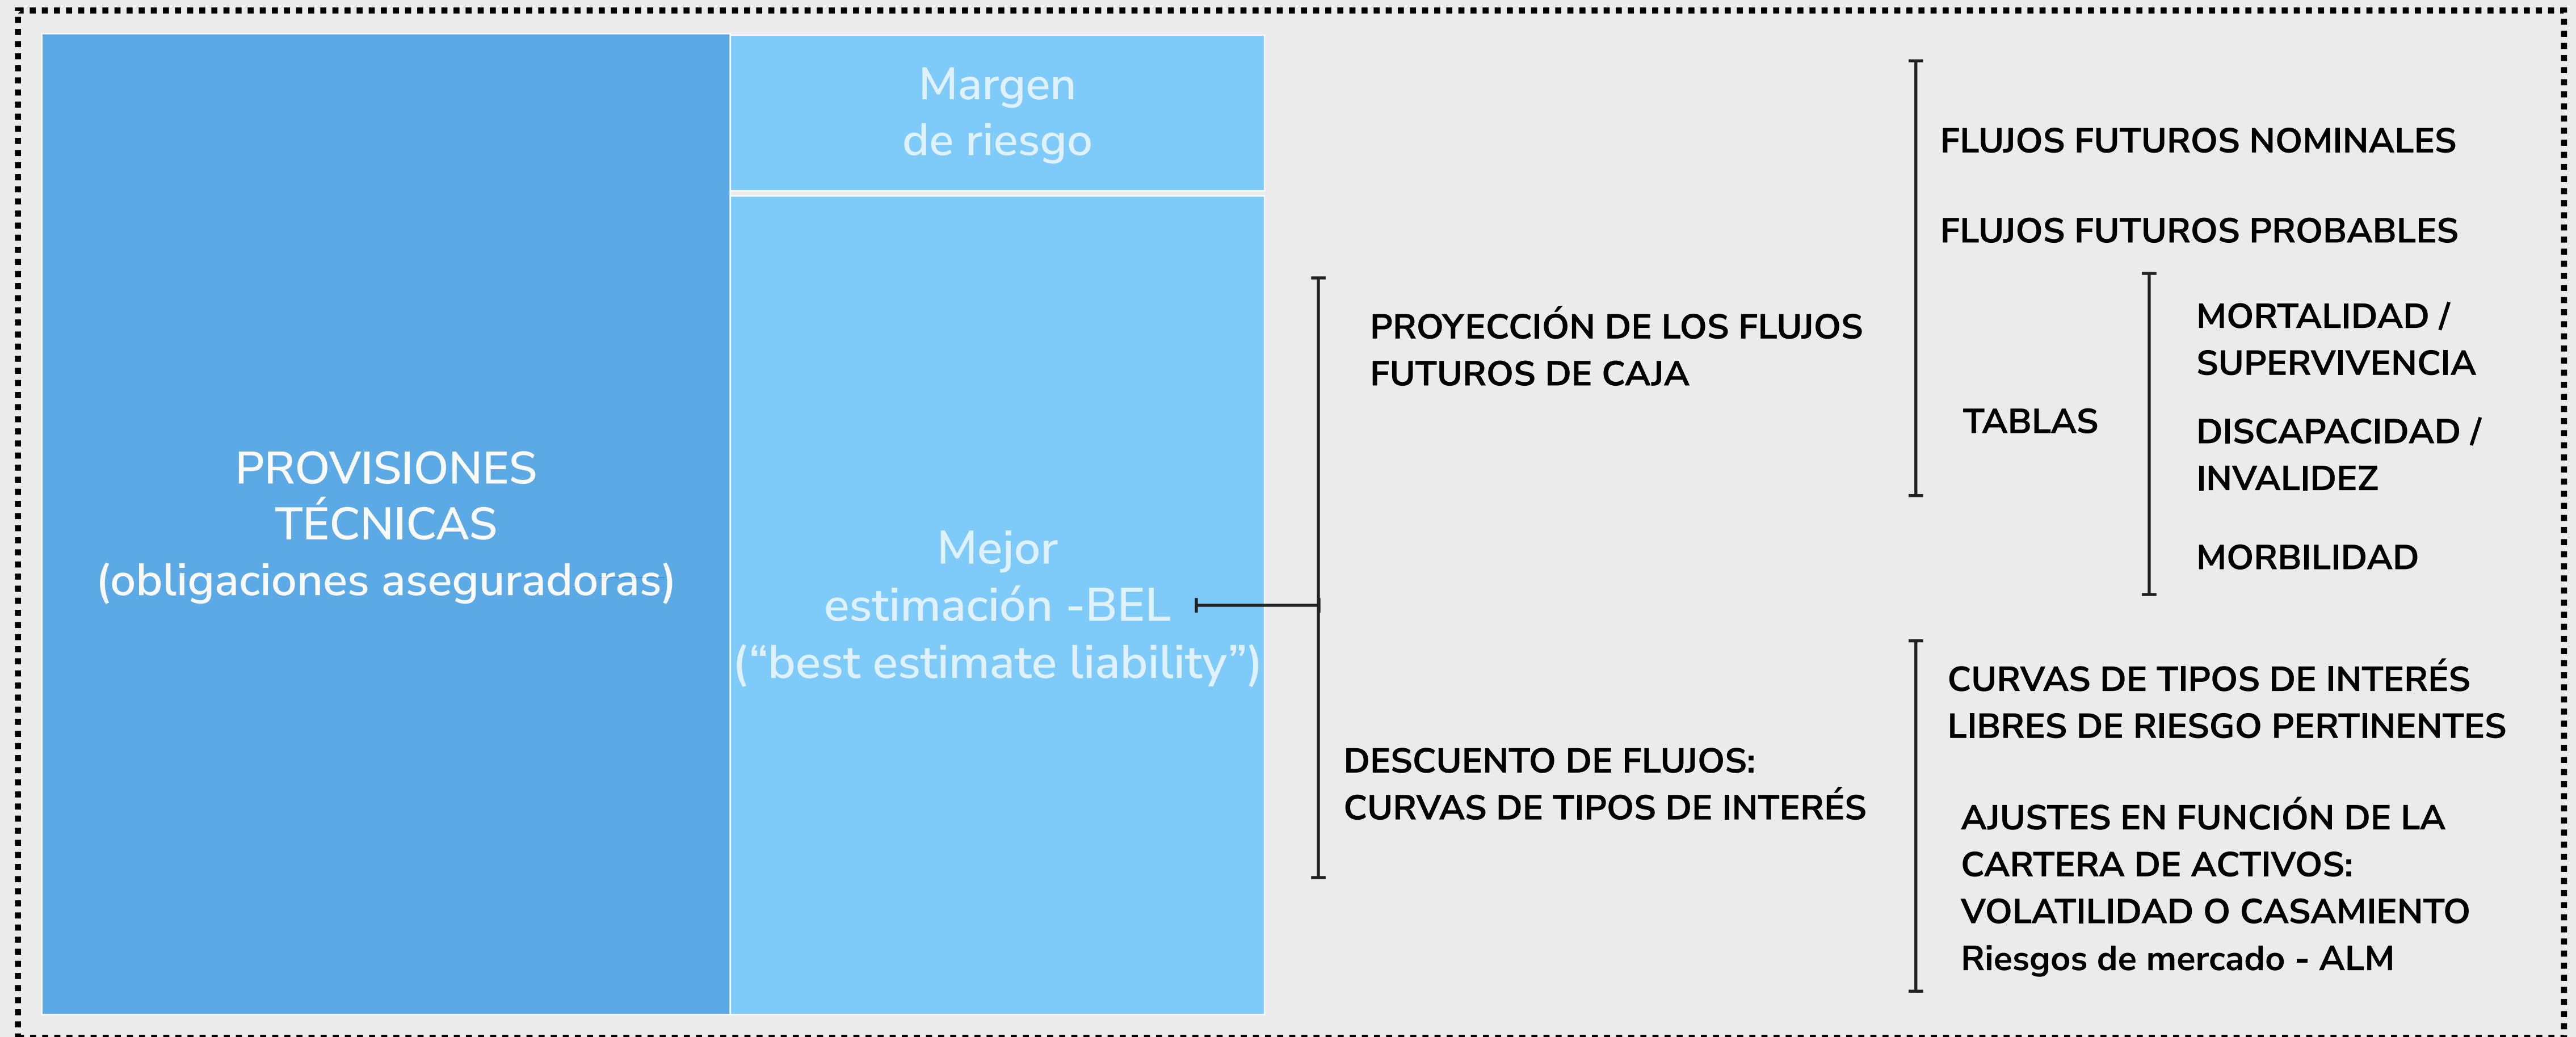 PROVISIONES
TÉCNICAS
(obligaciones aseguradoras)
Margen
de riesgo
Mejor
estimación -BEL
(“best estimate liability”)
PROYECCIÓN DE LOS FLUJOS
FUTUROS DE CAJA
FLUJOS FUTUROS NOMINALES
FLUJOS FUTUROS PROBABLES
TABLAS
MORTALIDAD /
SUPERVIVENCIA
DISCAPACIDAD /
INVALIDEZ
MORBILIDAD
DESCUENTO DE FLUJOS:
CURVAS DE TIPOS DE INTERÉS
CURVAS DE TIPOS DE INTERÉS
LIBRES DE RIESGO PERTINENTES
AJUSTES EN FUNCIÓN DE LA
CARTERA DE ACTIVOS:
VOLATILIDAD O CASAMIENTO
Riesgos de mercado - ALM